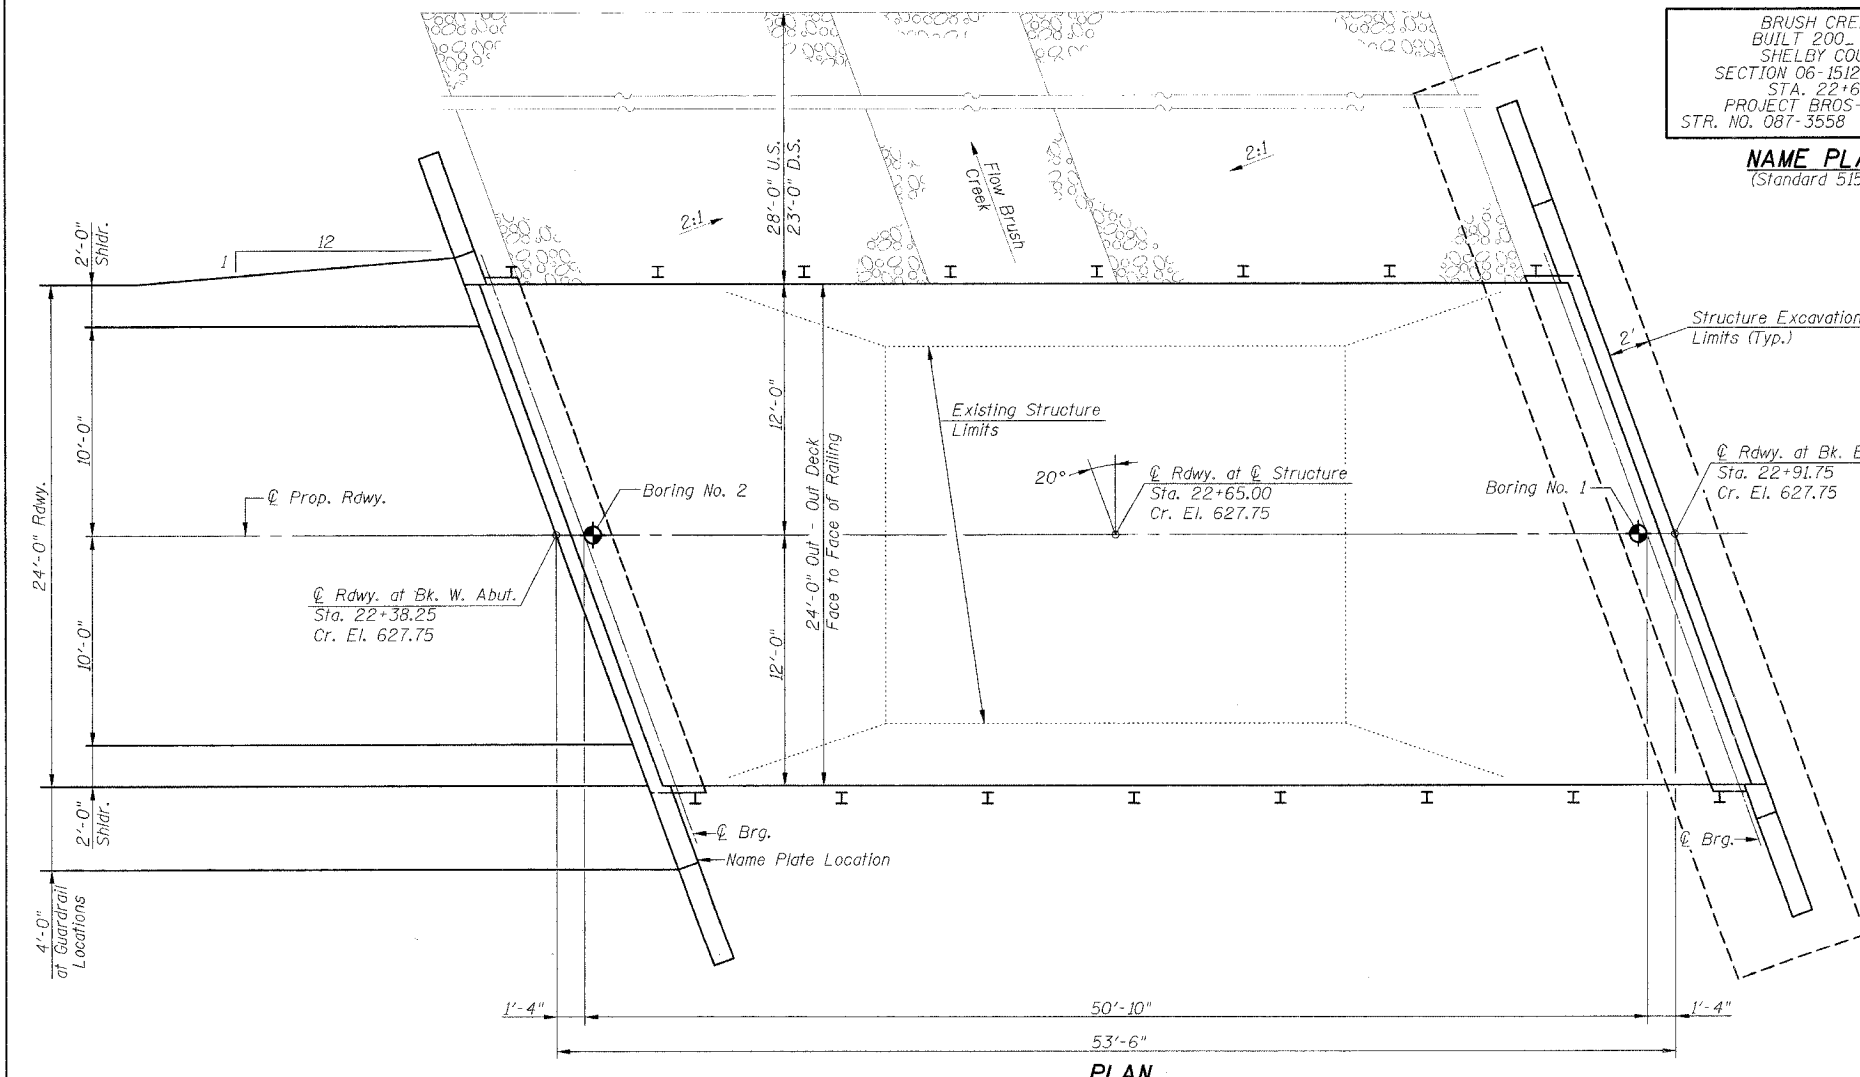 BRUSH CRE
BUILT 200_
SHELBY COU
SECTION 06-1512
STA. 22+6
PROJECT BROS-
STR. NO. 087-3558
NAME PLA
(Standard 515
28'-0" U.S.
23'-0" D.S.
Flow Brush
Creek
2:1
2:1
2'-0"
Shldr.
12
1
Structure Excavation
Limits (Typ.)
2'
24'-0" Rdwy.
10'-0"
12'-0"
24'-0" Out - Out Deck
Face to Face of Railing
Existing Structure
Limits
20°
℄ Rdwy. at ℄ Structure
Sta. 22+65.00
Cr. El. 627.75
℄ Prop. Rdwy.
Boring No. 2
Boring No. 1
℄ Rdwy. at Bk. E
Sta. 22+91.75
Cr. El. 627.75
℄ Rdwy. at Bk. W. Abut.
Sta. 22+38.25
Cr. El. 627.75
10'-0"
12'-0"
2'-0"
Shldr.
℄ Brg.
Name Plate Location
℄ Brg.
4'-0"
at Guardrail
Locations
1'-4"
50'-10"
1'-4"
53'-6"
PLAN